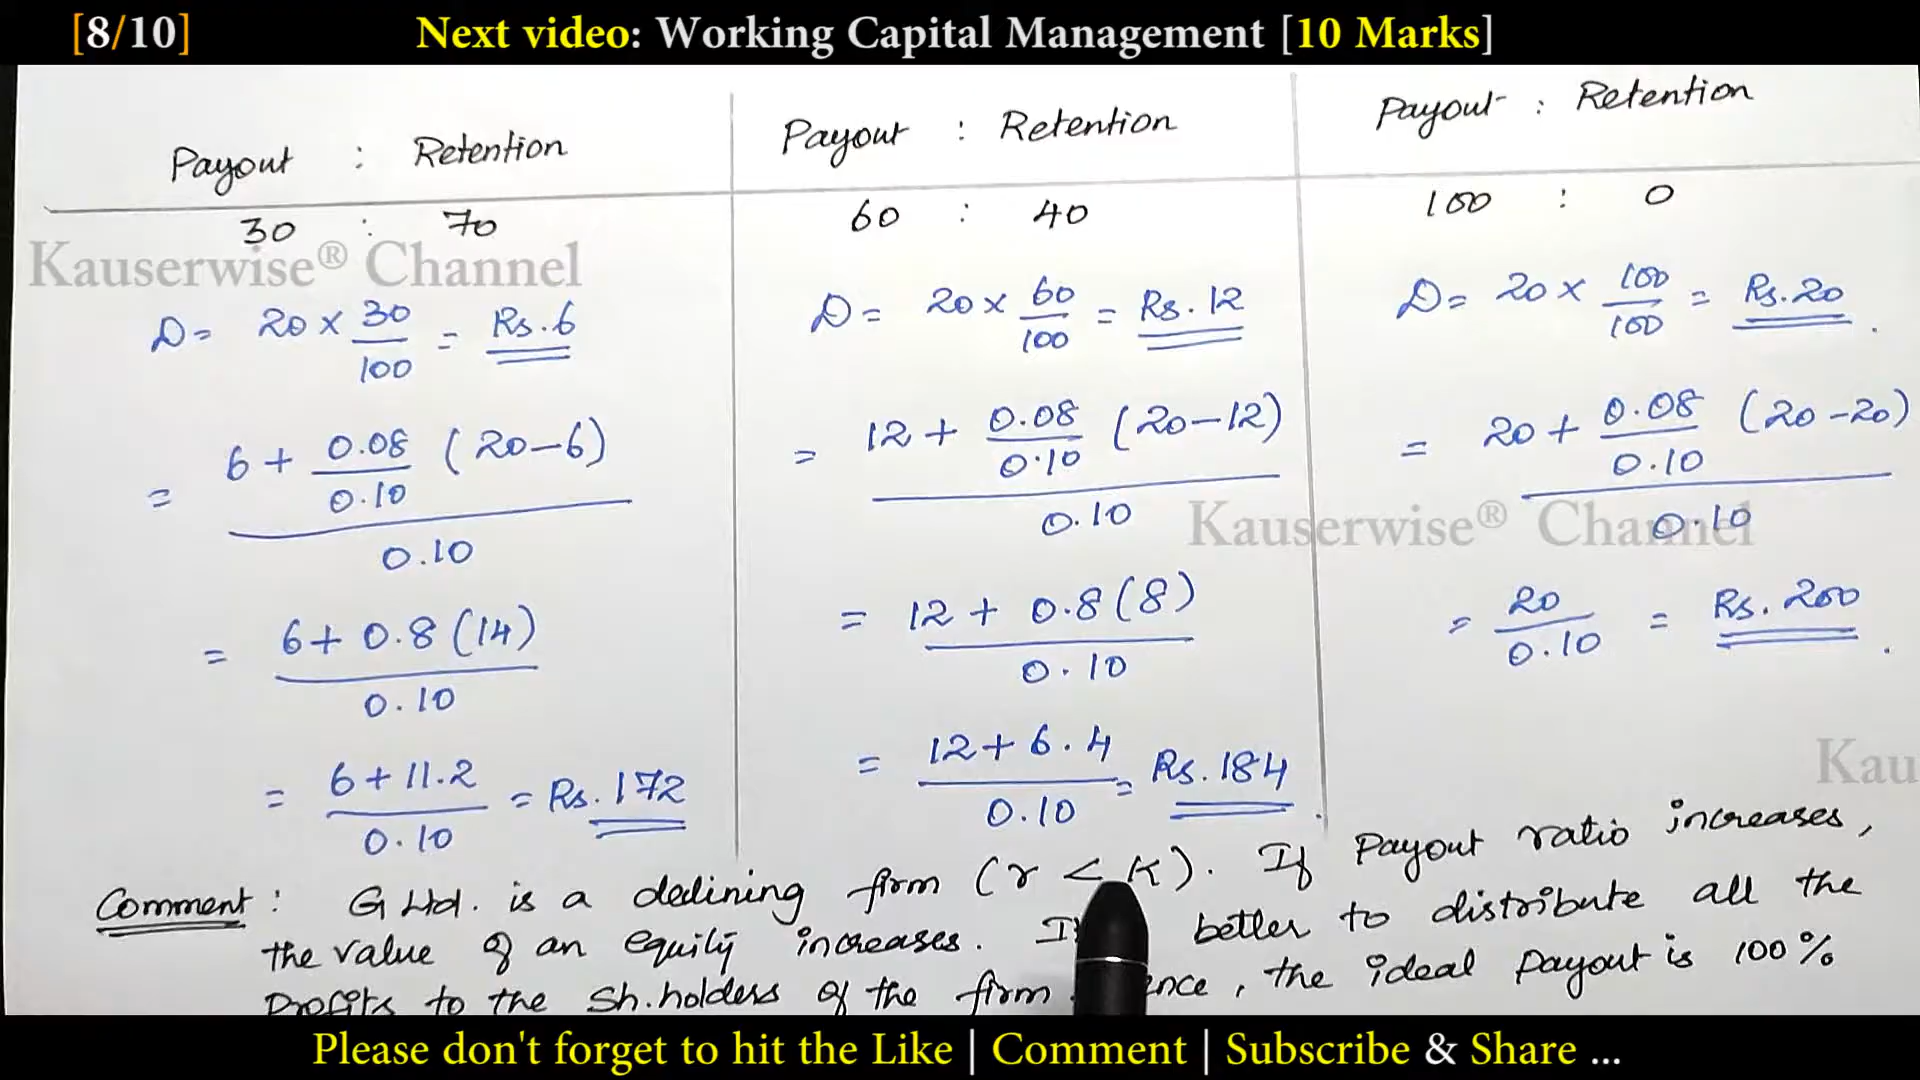 [8/10] Next video: Working Capital Management [10 Marks]
Payout : Retention
30 : 70
Kauserwise® Channel
D = 20 × 30/100 = Rs. 6
= 6 + 0.08/0.10 (20-6) / 0.10
= 6 + 0.8 (14) / 0.10
= 6 + 11.2 / 0.10 = Rs. 172
Payout : Retention
60 : 40
D = 20 × 60/100 = Rs. 12
= 12 + 0.08/0.10 (20-12) / 0.10
= 12 + 0.8 (8) / 0.10
= 12 + 6.4 / 0.10 = Rs. 184
Payout : Retention
100 : 0
D = 20 × 100/100 = Rs. 20
= 20 + 0.08/0.10 (20-20) / 0.10
Kauserwise® Channel
= 20 / 0.10 = Rs. 200
Kau
Comment : G Ltd. is a declining firm (r < K). If Payout ratio increases,
the value of an equity increases. better to distribute all the
Profits to the Sh.holders of the firm. , the ideal Payout is 100%
Please don't forget to hit the Like | Comment | Subscribe & Share ...